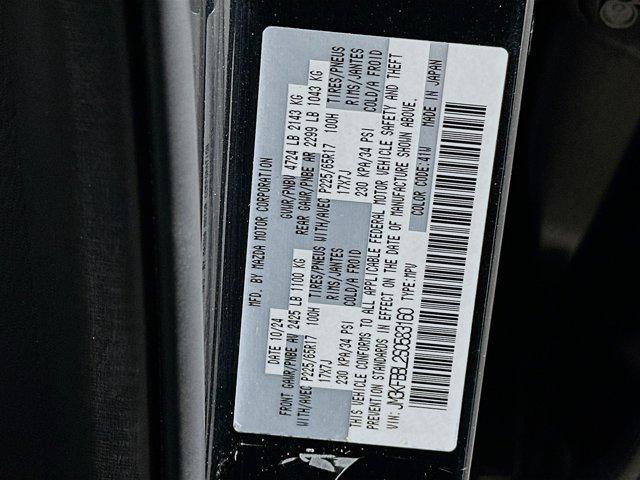 MFD. BY MAZDA MOTOR CORPORATION
DATE 10/24 GVWR/PNBV 4724 LB 2143 KG
FRONT GAWR/PNBE AV 2425 LB 1100 KG REAR GAWR/PNBE AR 2299 LB 1043 KG
WITH/AVEC TIRES/PNEUS WITH/AVEC TIRES/PNEUS
P225/65R17 100H RIMS/JANTES P225/65R17 100H RIMS/JANTES
17X7J COLD/A FROID 17X7J COLD/A FROID
230 KPA/34 PSI 230 KPA/34 PSI
THIS VEHICLE CONFORMS TO ALL APPLICABLE FEDERAL MOTOR VEHICLE SAFETY AND THEFT
PREVENTION STANDARDS IN EFFECT ON THE DATE OF MANUFACTURE SHOWN ABOVE.
VIN: TYPE:MPV COLOR CODE:41W MADE IN JAPAN